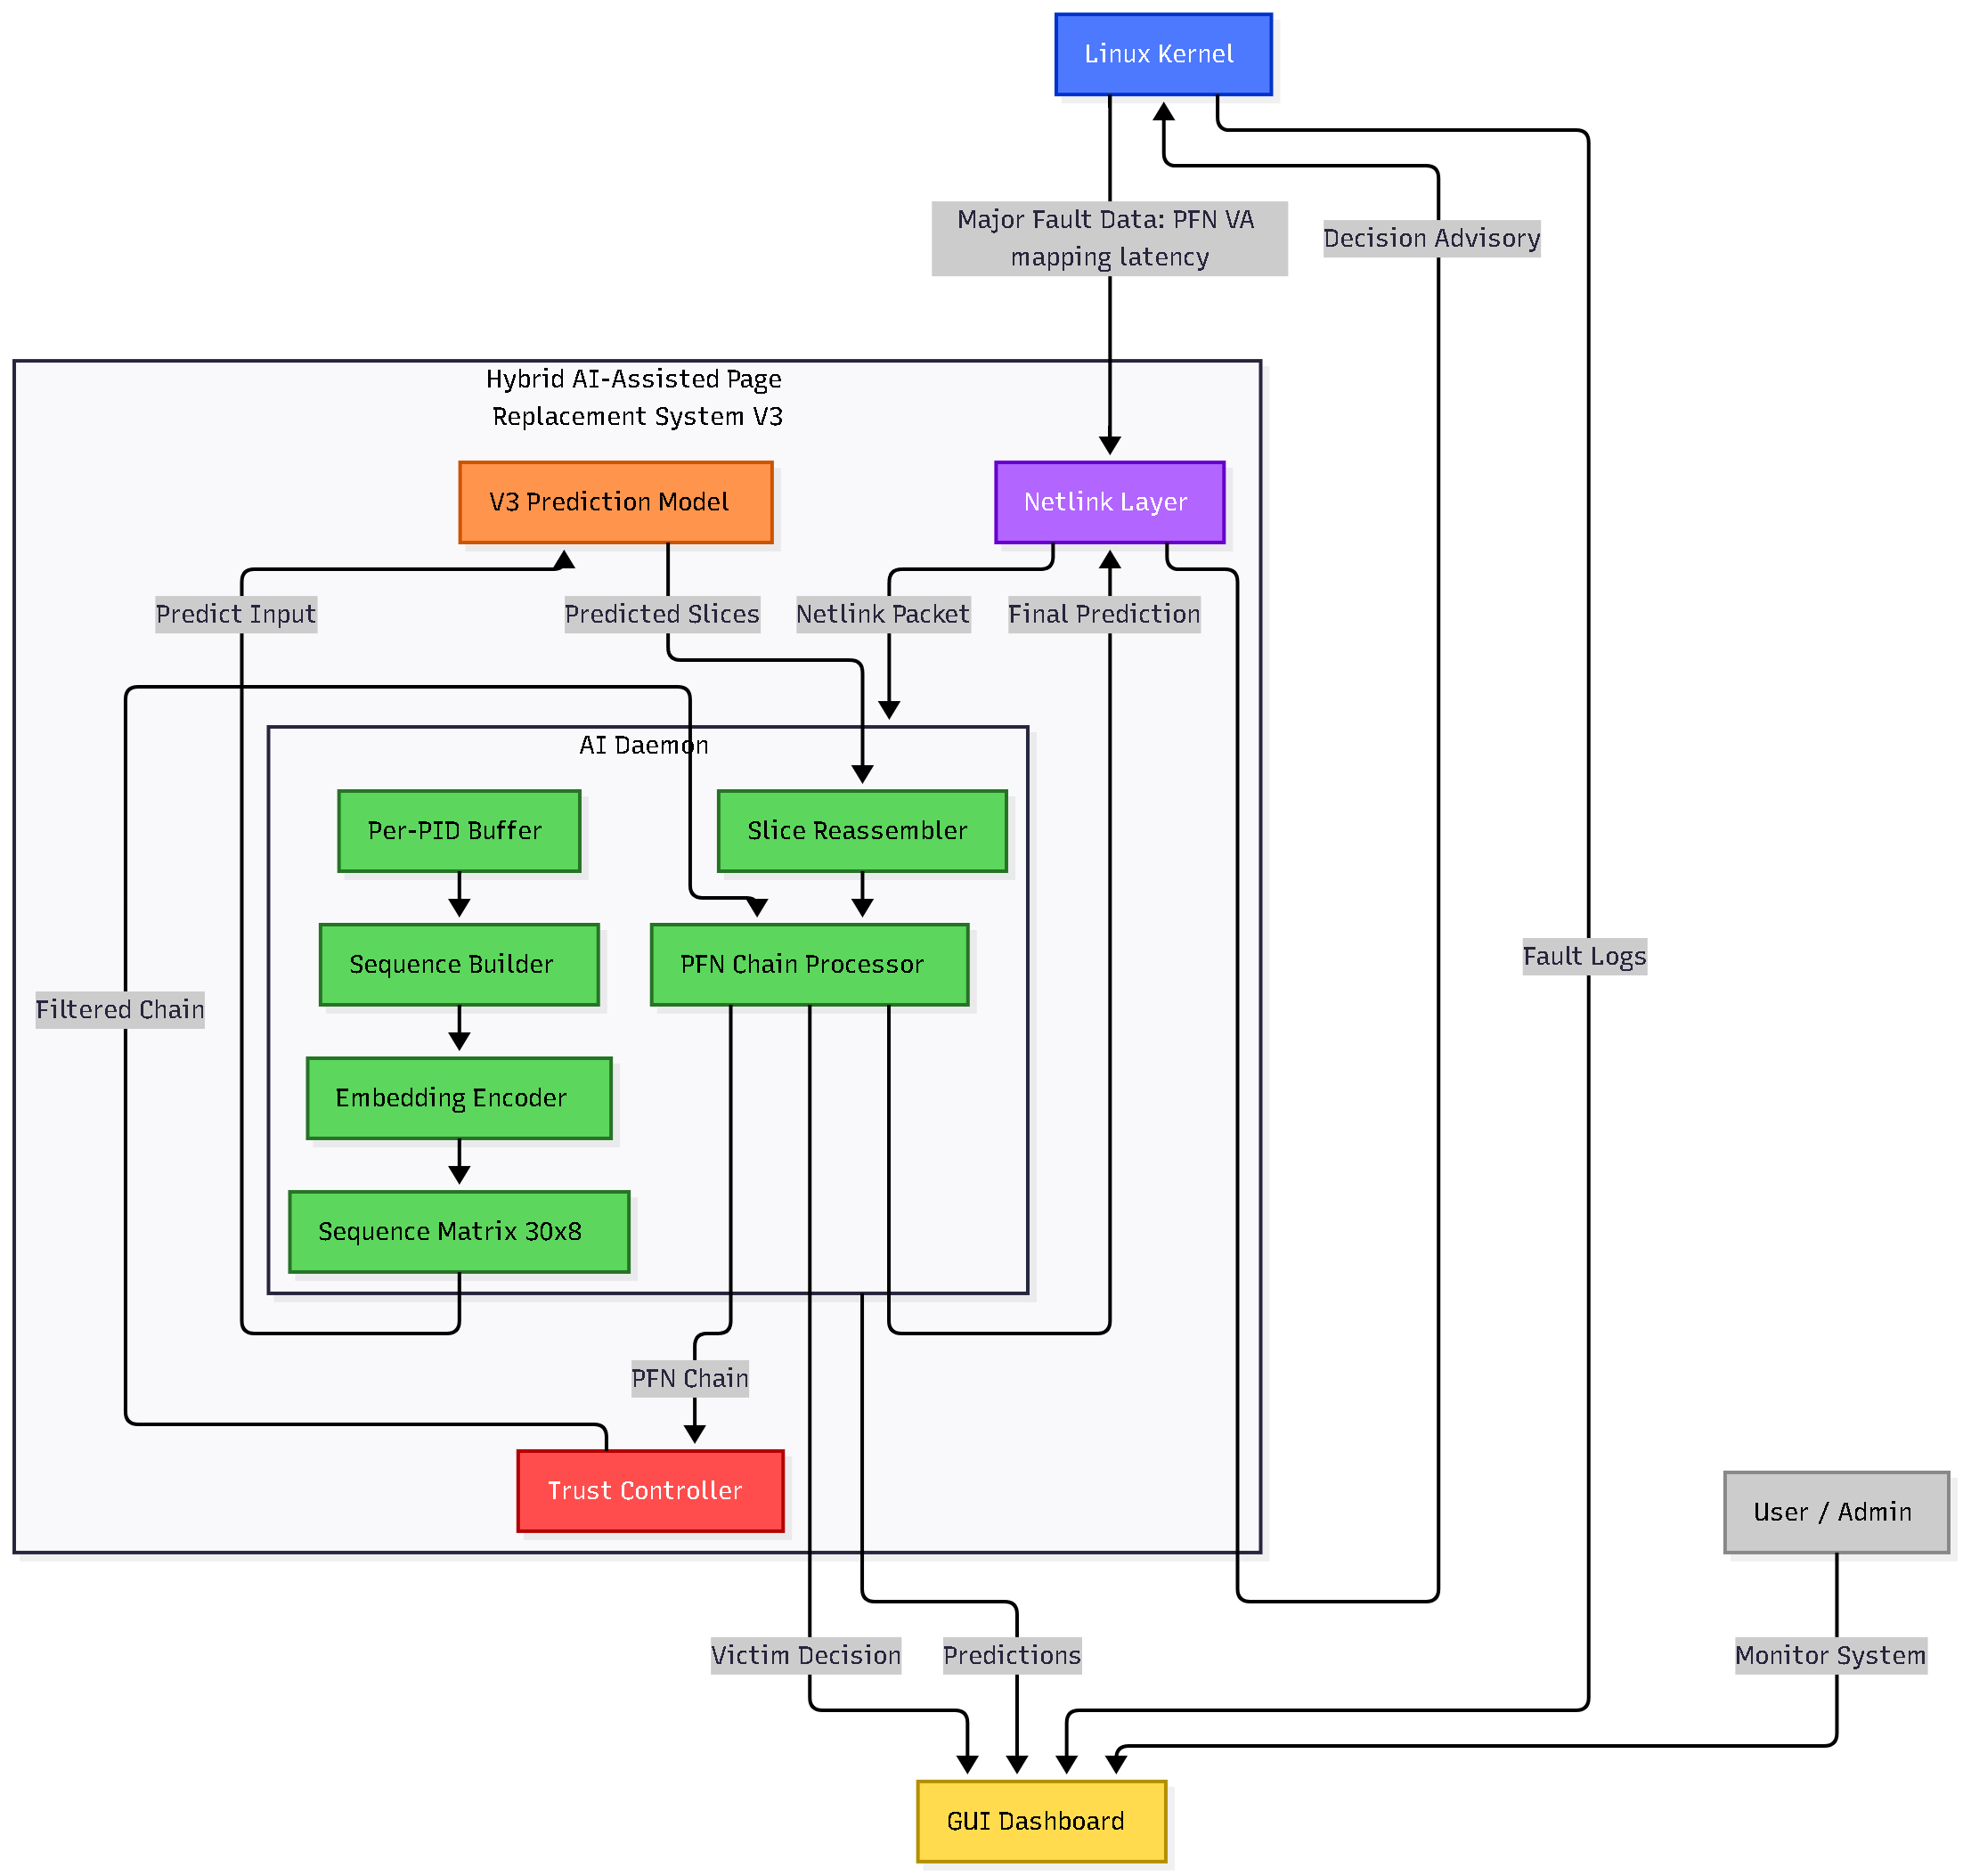 Linux Kernel
Major Fault Data: PFN VA
mapping latency
Decision Advisory
Hybrid AI-Assisted Page
Replacement System V3
V3 Prediction Model
Netlink Layer
Predict Input
Predicted Slices
Netlink Packet
Final Prediction
AI Daemon
Per-PID Buffer
Slice Reassembler
Sequence Builder
PFN Chain Processor
Fault Logs
Filtered Chain
Embedding Encoder
Sequence Matrix 30x8
PFN Chain
Trust Controller
User / Admin
Victim Decision
Predictions
Monitor System
GUI Dashboard